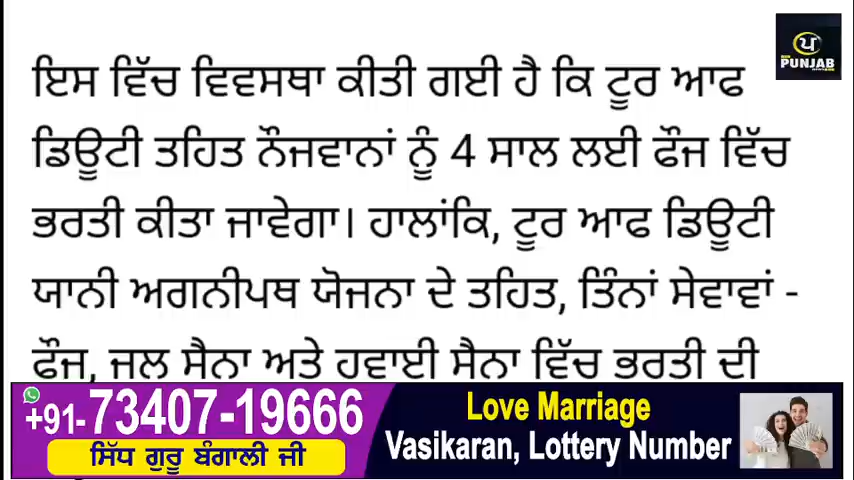 ਪ
PUNJAB
ਇਸ ਵਿੱਚ ਵਿਵਸਥਾ ਕੀਤੀ ਗਈ ਹੈ ਕਿ ਟੂਰ ਆਫ
ਡਿਊਟੀ ਤਹਿਤ ਨੌਜਵਾਨਾਂ ਨੂੰ 4 ਸਾਲ ਲਈ ਫੌਜ ਵਿੱਚ
ਭਰਤੀ ਕੀਤਾ ਜਾਵੇਗਾ। ਹਾਲਾਂਕਿ, ਟੂਰ ਆਫ ਡਿਊਟੀ
ਯਾਨੀ ਅਗਨੀਪਥ ਯੋਜਨਾ ਦੇ ਤਹਿਤ, ਤਿੰਨਾਂ ਸੇਵਾਵਾਂ -
ਫੌਜ, ਜਲ ਸੈਨਾ ਅਤੇ ਹਵਾਈ ਸੈਨਾ ਵਿੱਚ ਭਰਤੀ ਦੀ
+91-73407-19666
ਸਿੱਧ ਗੁਰੂ ਬੰਗਾਲੀ ਜੀ
Love Marriage
Vasikaran, Lottery Number